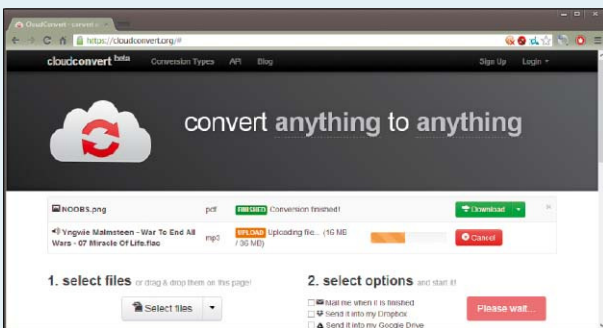 CloudConvert - convert a
https://cloudconvert.org/#
cloudconvert beta Conversion Types API Blog Sign Up Login
convert anything to anything
NOOBS.png pdf FINISHED Conversion finished! Download
Yngwie Malmsteen - War To End All
Wars - 07 Miracle Of Life.flac mp3 UPLOAD Uploading file... (16 MB
/ 36 MB) Cancel
1. select files or drag & drop them on this page!
2. select options and start it!
Select files
Mail me when it is finished
Send it into my Dropbox
Send it into my Google Drive
Please wait...